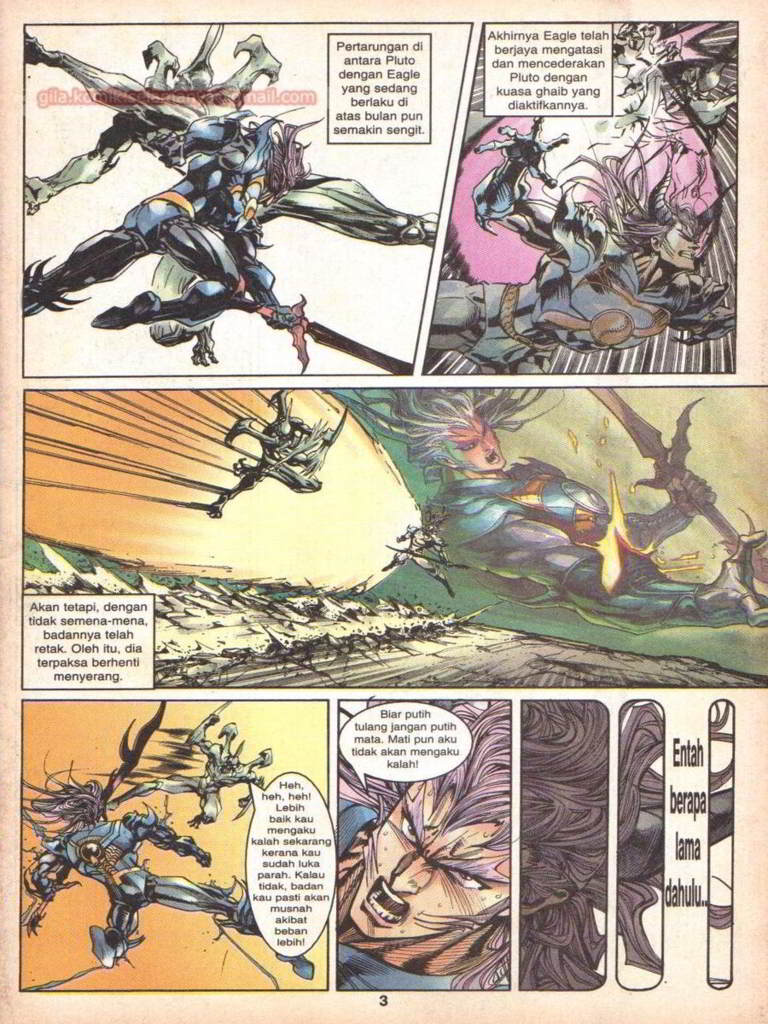 Pertarungan di
antara Pluto
dengan Eagle
yang sedang
berlaku di
atas bulan pun
semakin sengit.
Akhirnya Eagle telah
berjaya mengatasi
dan mencederakan
Pluto dengan
kuasa ghaib yang
diaktifkannya.
Akan tetapi, dengan
tidak semena-mena,
badannya telah
retak. Oleh itu, dia
terpaksa berhenti
menyerang.
Heh,
heh, heh!
Lebih
baik kau
mengaku
kalah sekarang
kerana kau
sudah luka
parah. Kalau
tidak, badan
kau pasti akan
musnah
akibat
beban
lebih!
Biar putih
tulang jangan putih
mata. Mati pun aku
tidak akan mengaku
kalah!
Entah
berapa
lama
dahulu..
3